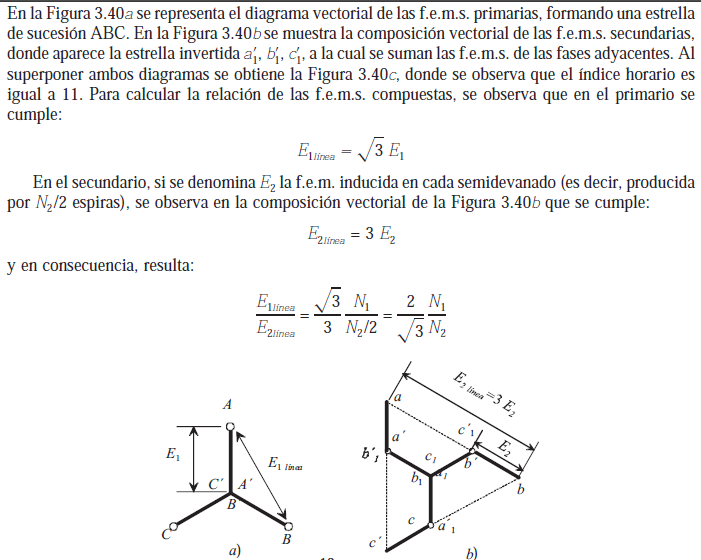 En la Figura 3.40a se representa el diagrama vectorial de las f.e.m.s. primarias, formando una estrella
de sucesión ABC. En la Figura 3.40b se muestra la composición vectorial de las f.e.m.s. secundarias,
donde aparece la estrella invertida a′₁, b′₁, c′₁, a la cual se suman las f.e.m.s. de las fases adyacentes. Al
superponer ambos diagramas se obtiene la Figura 3.40c, donde se observa que el índice horario es
igual a 11. Para calcular la relación de las f.e.m.s. compuestas, se observa que en el primario se
cumple:
E₁línea = √3 E₁
En el secundario, si se denomina E₂ la f.e.m. inducida en cada semidevanado (es decir, producida
por N₂/2 espiras), se observa en la composición vectorial de la Figura 3.40b que se cumple:
E₂línea = 3 E₂
y en consecuencia, resulta:
E₁línea / E₂línea = √3 / 3 N₁ / N₂/2 = 2 / √3 N₁ / N₂
A
E₁
E₁ línea
C′ A′
B′
C
B
a)
a
E₂ línea =3 E₂
a′
c′₁
E₂
b′₁
c₁
b′
b₁
a₁
b
c
a′₁
c′
b)